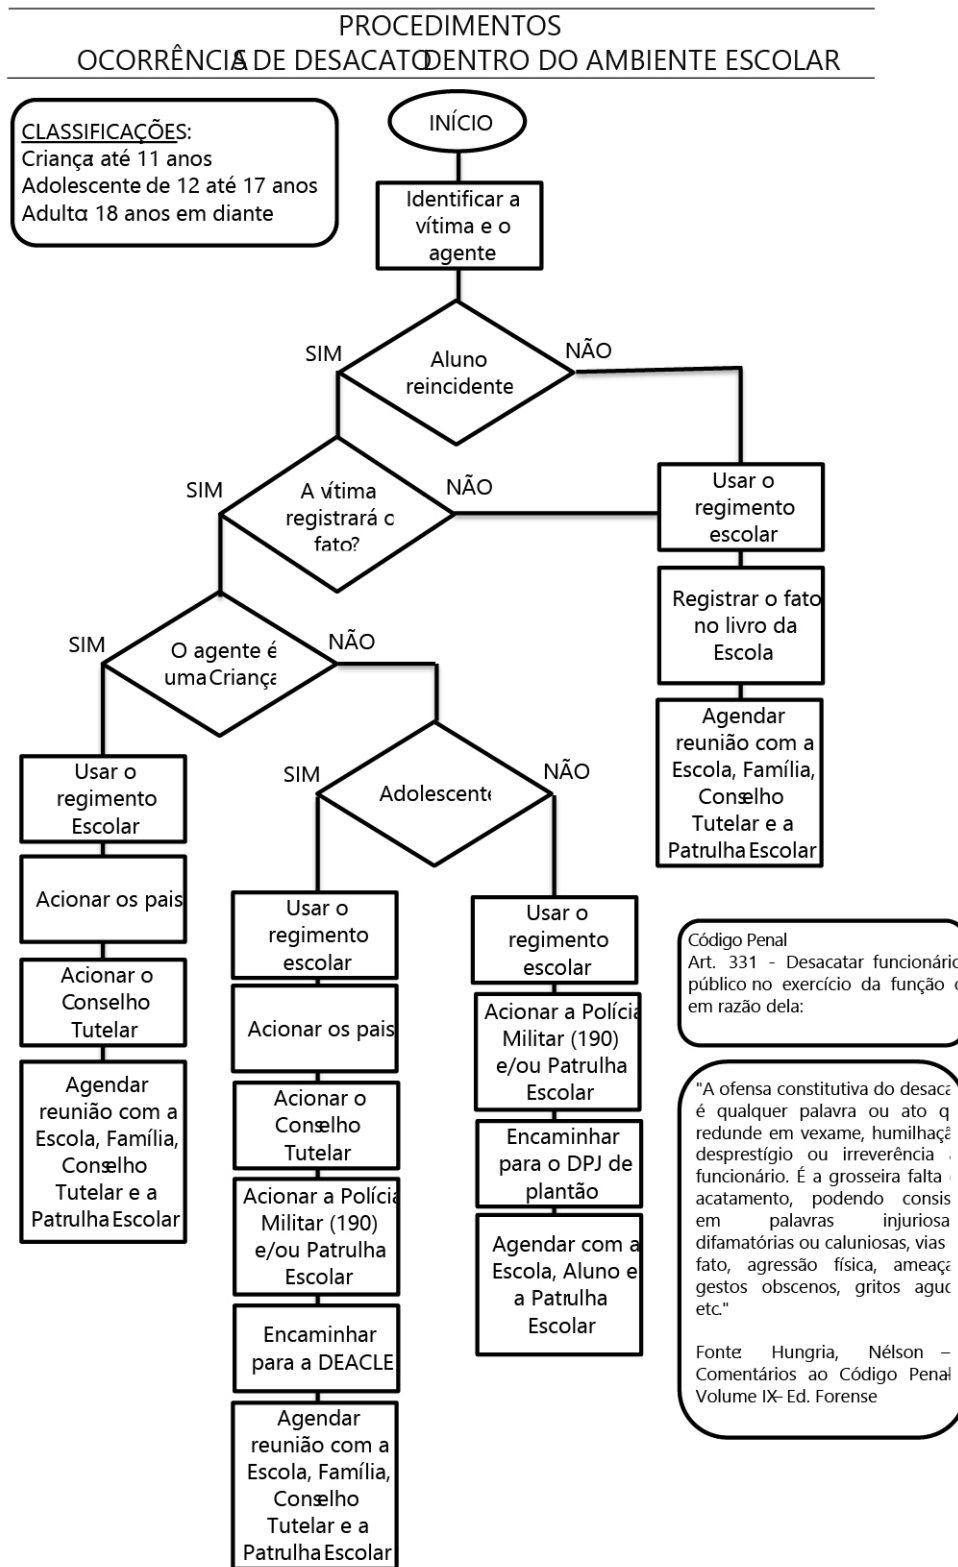 PROCEDIMENTOS
OCORRÊNCIAS DE DESACATO DENTRO DO AMBIENTE ESCOLAR
CLASSIFICAÇÕES:
Criança: até 11 anos
Adolescente de 12 até 17 anos
Adulto: 18 anos em diante
INÍCIO
Identificar a
vítima e o
agente
SIM
Aluno
reincidente
NÃO
SIM
A vítima
registrará o
fato?
NÃO
Usar o
regimento
escolar
Registrar o fato
no livro da
Escola
Agendar
reunião com a
Escola, Família,
Conselho
Tutelar e a
Patrulha Escolar
SIM
O agente é
uma Criança
NÃO
Usar o
regimento
Escolar
Acionar os pais
Acionar o
Conselho
Tutelar
Agendar
reunião com a
Escola, Família,
Conselho
Tutelar e a
Patrulha Escolar
SIM
Adolescente
NÃO
Usar o
regimento
escolar
Acionar os pais
Acionar o
Conselho
Tutelar
Acionar a Polícia
Militar (190)
e/ou Patrulha
Escolar
Encaminhar
para a DEACLE
Agendar
reunião com a
Escola, Família,
Conselho
Tutelar e a
Patrulha Escolar
Usar o
regimento
escolar
Acionar a Polícia
Militar (190)
e/ou Patrulha
Escolar
Encaminhar
para o DPJ de
plantão
Agendar com a
Escola, Aluno e
a Patrulha
Escolar
Código Penal
Art. 331 - Desacatar funcionário
público no exercício da função
em razão dela:
"A ofensa constitutiva do
é qualquer palavra ou ato
redunde em vexame,
desprestígio ou irreverência
funcionário. É a grosseira falta
acatamento, podendo
em palavras
difamatórias ou caluniosas, vias
fato, agressão física,
gestos obscenos, gritos
etc."
Fonte: Hungria, Nélson –
Comentários ao Código Penal
Volume IX– Ed. Forense